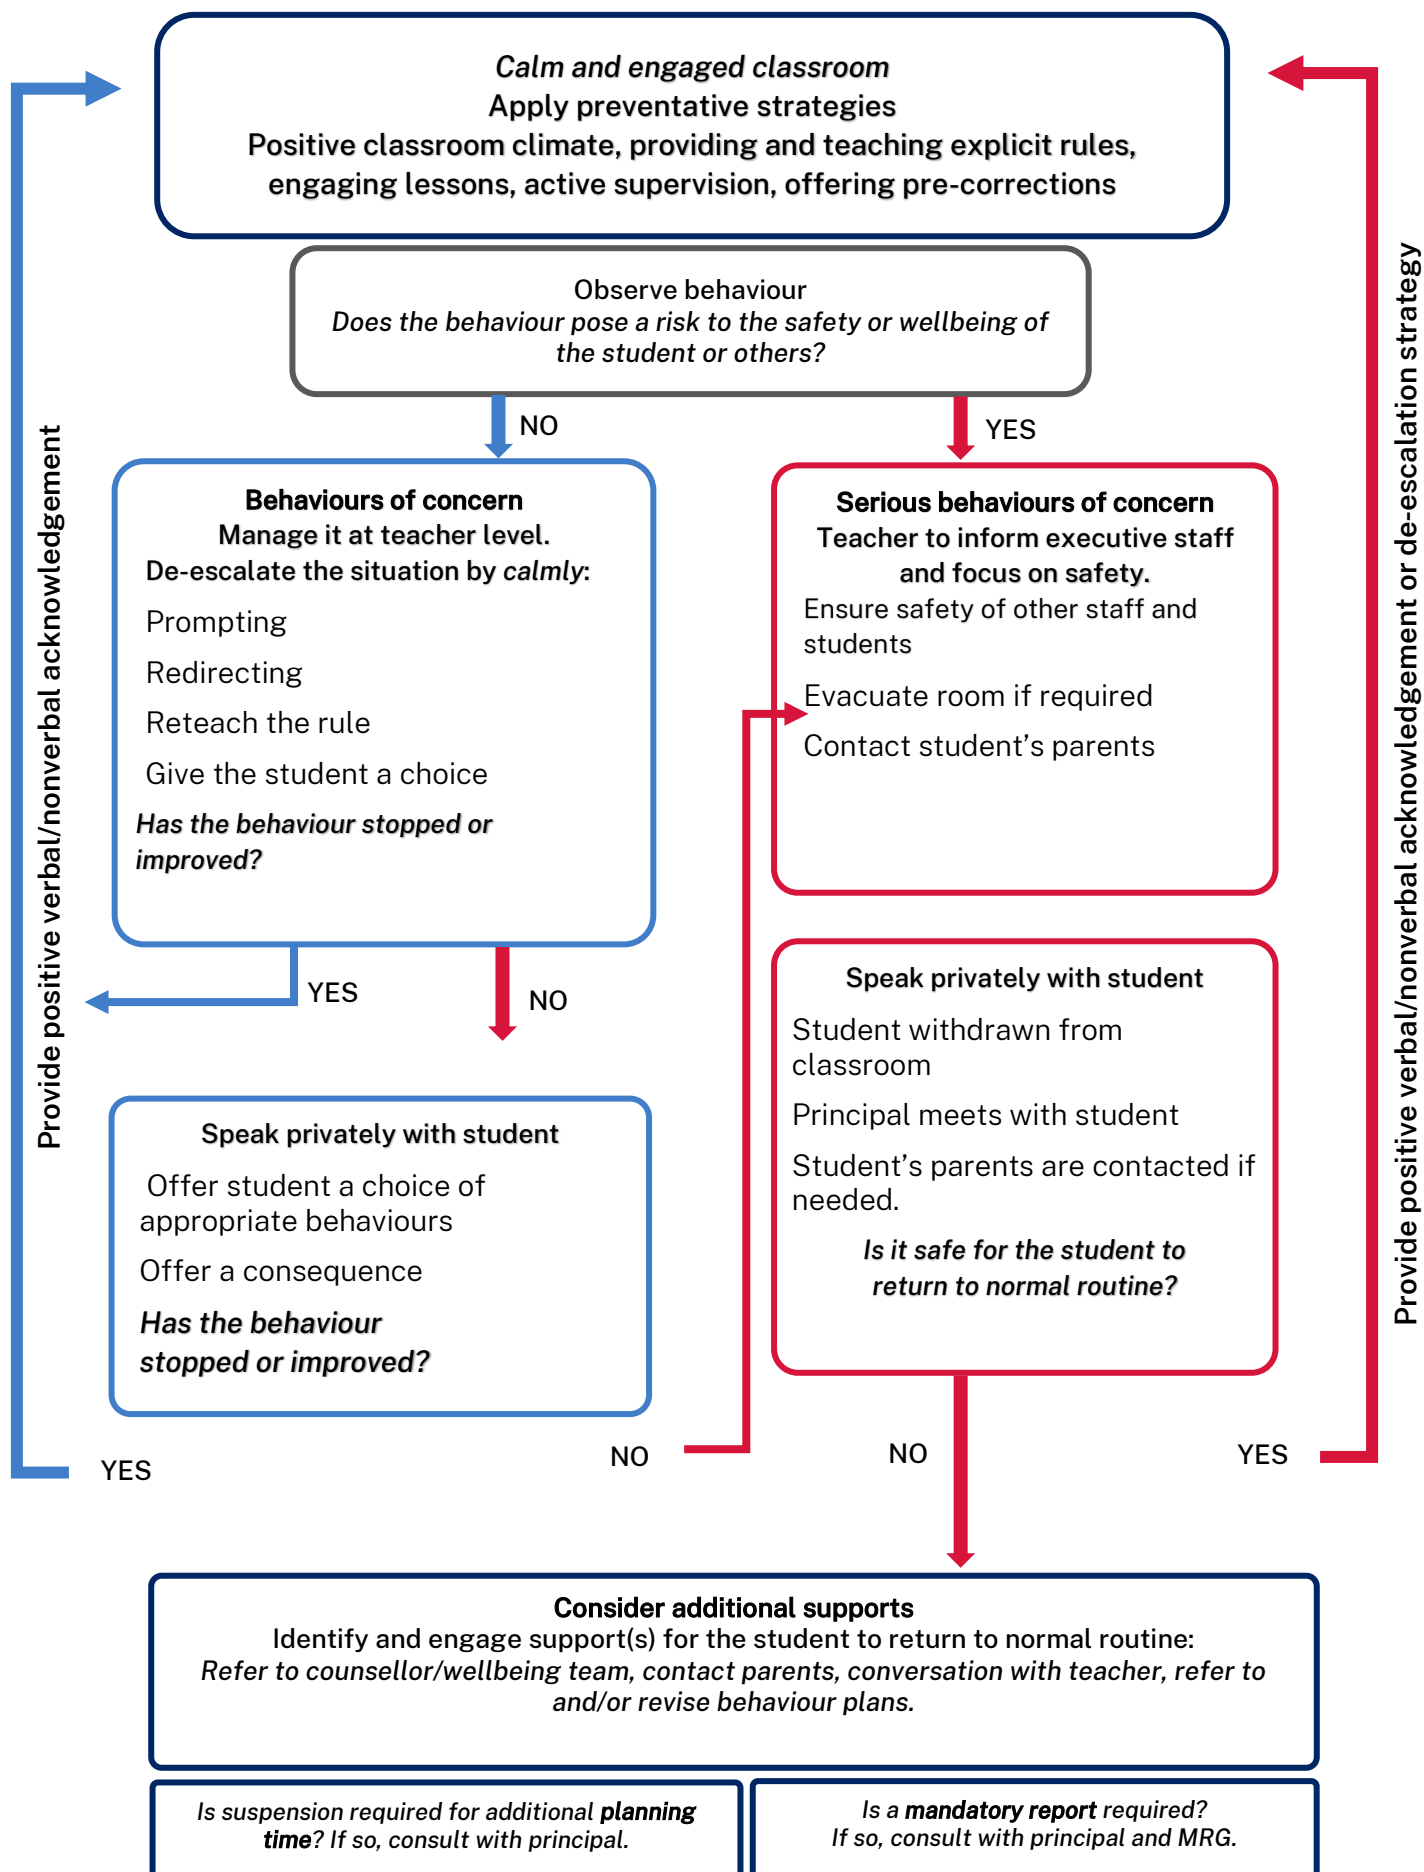 Calm and engaged classroom
Apply preventative strategies
Positive classroom climate, providing and teaching explicit rules,
engaging lessons, active supervision, offering pre-corrections
Observe behaviour
Does the behaviour pose a risk to the safety or wellbeing of
the student or others?
NO
YES
Behaviours of concern
Manage it at teacher level.
De-escalate the situation by calmly:
Prompting
Redirecting
Reteach the rule
Give the student a choice
Has the behaviour stopped or
improved?
YES
NO
Speak privately with student
Offer student a choice of
appropriate behaviours
Offer a consequence
Has the behaviour
stopped or improved?
YES
NO
Provide positive verbal/nonverbal acknowledgement
Serious behaviours of concern
Teacher to inform executive staff
and focus on safety.
Ensure safety of other staff and
students
Evacuate room if required
Contact student’s parents
Speak privately with student
Student withdrawn from
classroom
Principal meets with student
Student’s parents are contacted if
needed.
Is it safe for the student to
return to normal routine?
NO
YES
Provide positive verbal/nonverbal acknowledgement or de-escalation strategy
Consider additional supports
Identify and engage support(s) for the student to return to normal routine:
Refer to counsellor/wellbeing team, contact parents, conversation with teacher, refer to
and/or revise behaviour plans.
Is suspension required for additional planning
time? If so, consult with principal.
Is a mandatory report required?
If so, consult with principal and MRG.